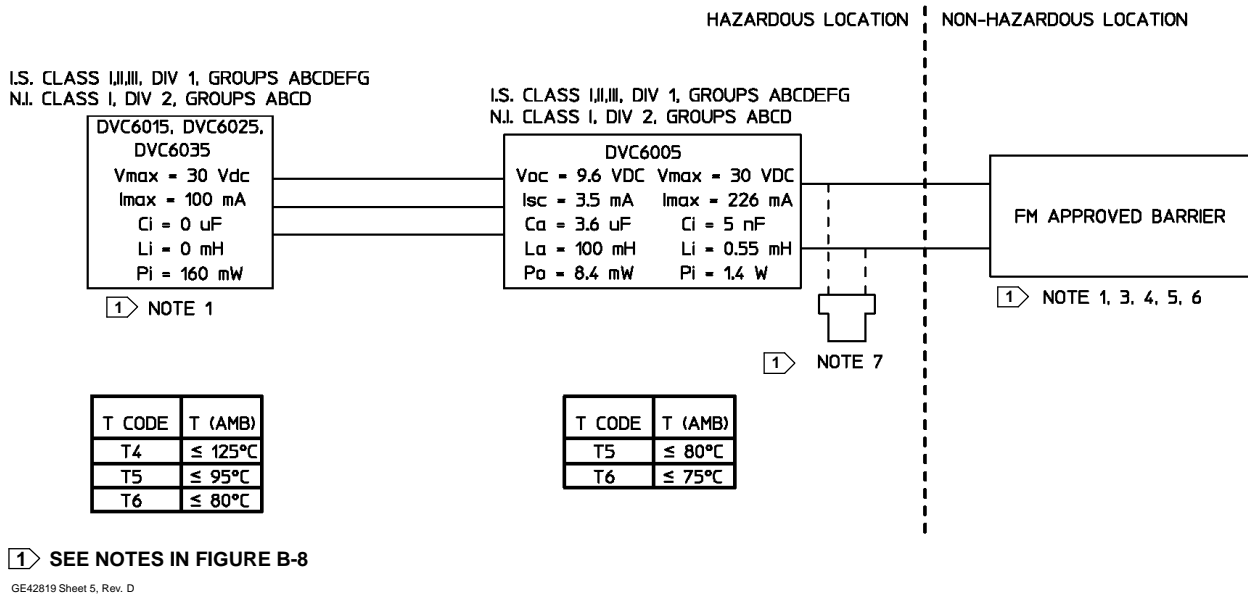 HAZARDOUS LOCATION
NON-HAZARDOUS LOCATION
I.S. CLASS I,II,III, DIV 1, GROUPS ABCDEFG
N.I. CLASS I, DIV 2, GROUPS ABCD
DVC6015, DVC6025,
DVC6035
Vmax = 30 Vdc
Imax = 100 mA
Ci = 0 uF
Li = 0 mH
Pi = 160 mW
1 NOTE 1
I.S. CLASS I,II,III, DIV 1, GROUPS ABCDEFG
N.I. CLASS I, DIV 2, GROUPS ABCD
DVC6005
Voc = 9.6 VDC Vmax = 30 VDC
Isc = 3.5 mA Imax = 226 mA
Ca = 3.6 uF Ci = 5 nF
La = 100 mH Li = 0.55 mH
Po = 8.4 mW Pi = 1.4 W
FM APPROVED BARRIER
1 NOTE 1, 3, 4, 5, 6
1 NOTE 7
T CODE T (AMB)
T4 ≤ 125°C
T5 ≤ 95°C
T6 ≤ 80°C
T CODE T (AMB)
T5 ≤ 80°C
T6 ≤ 75°C
1 SEE NOTES IN FIGURE B-8
GE42819 Sheet 5, Rev. D